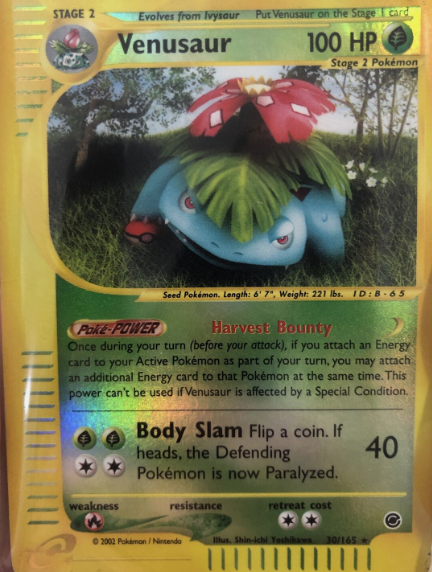 STAGE 2
Evolves from Ivysaur Put Venusaur on the Stage 1 card
Venusaur 100 HP
Stage 2 Pokémon
Seed Pokémon. Length: 6' 7", Weight: 221 lbs. ID:B-65
Poké-POWER Harvest Bounty
Once during your turn (before your attack), if you attach an Energy
card to your Active Pokémon as part of your turn, you may attach
an additional Energy card to that Pokémon at the same time. This
power can't be used if Venusaur is affected by a Special Condition.
Body Slam Flip a coin. If
heads, the Defending 40
Pokémon is now Paralyzed.
weakness resistance retreat cost
© 2002 Pokémon / Nintendo Illus. Shin-ichi Yoshikawa 30/165 ★